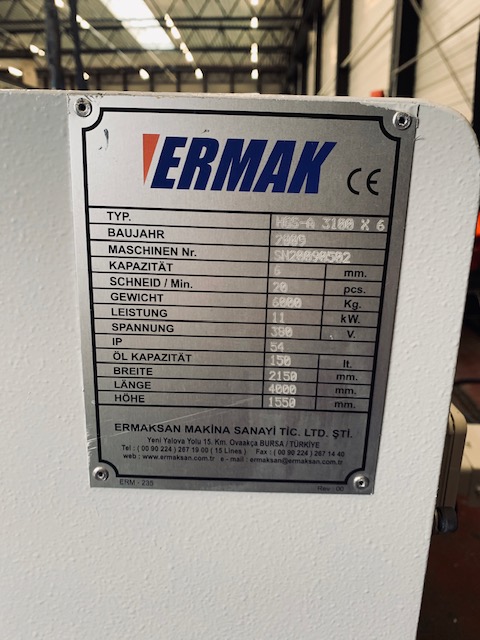 ERMAK CE
TYP. HGS-A 3100 X 6
BAUJAHR 2009
MASCHINEN Nr. SM20090502
KAPAZITÄT 6 mm.
SCHNEID / Min. 20 pcs.
GEWICHT 6000 Kg.
LEISTUNG 11 kW.
SPANNUNG 380 V.
IP 54
ÖL KAPAZITÄT 150 lt.
BREITE 2150 mm.
LÄNGE 4000 mm.
HÖHE 1550 mm.
ERMAKSAN MAKİNA SANAYİ TİC. LTD. ŞTİ.
Yeni Yalova Yolu 15. Km. Ovaakça BURSA / TÜRKİYE
Tel : ( 00 90 224 ) 267 19 00 ( 15 Lines ) Fax : ( 00 90 224 ) 267 14 40
web : www.ermaksan.com.tr e - mail : ermaksan@ermaksan.com.tr
ERM - 235 Rev. 00